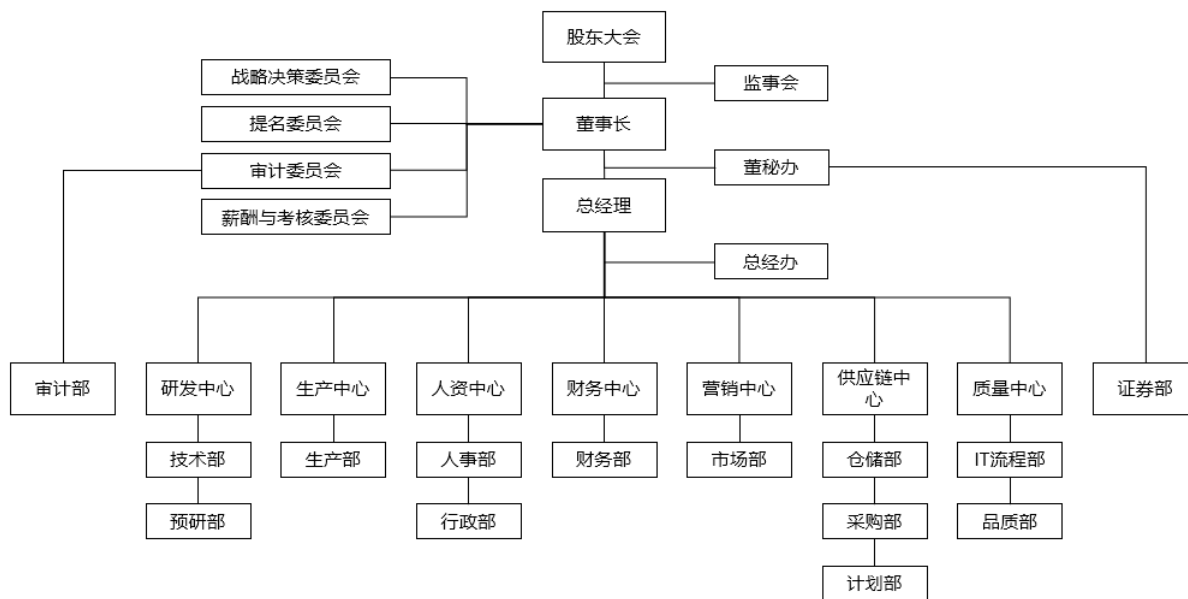 股东大会
战略决策委员会
监事会
提名委员会
董事长
审计委员会
董秘办
薪酬与考核委员会
总经理
总经办
审计部
研发中心
生产中心
人资中心
财务中心
营销中心
供应链中
心
质量中心
证券部
技术部
生产部
人事部
财务部
市场部
仓储部
IT流程部
预研部
行政部
采购部
品质部
计划部